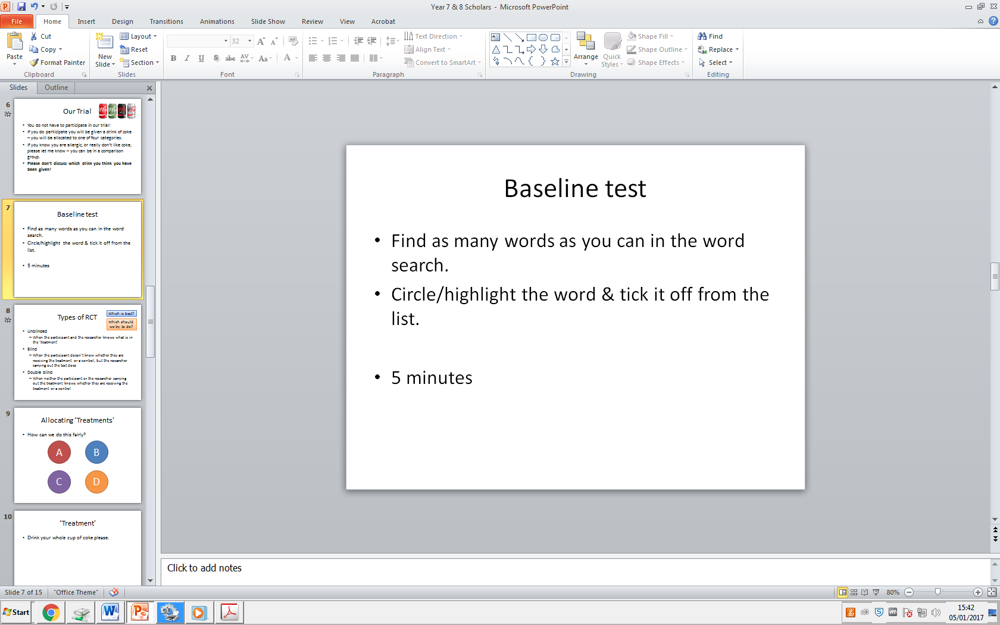 Year 7 & 8 Scholars - Microsoft PowerPoint
File Home Insert Design Transitions Animations Slide Show Review View Acrobat
Paste
Cut
Copy
Format Painter
Clipboard
New Slide
Layout
Reset
Section
Slides
32
B I U S abc AV Aa A
Font
Text Direction
Align Text
Convert to SmartArt
Paragraph
Arrange
Quick Styles
Shape Fill
Shape Outline
Shape Effects
Drawing
Find
Replace
Select
Editing
Slides Outline
6
Our Trial
• You do not have to participate in our trial!
• If you do participate you will be given a drink of coke
– you will be allocated to one of four categories.
• If you know you are allergic, or really don't like coke,
please let me know – you can be in a comparison
group.
• Please don't discuss which drink you think you have
been given!
7
Baseline test
• Find as many words as you can in the word
search.
• Circle/highlight the word & tick it off from the
list.
• 5 minutes
8
Types of RCT
Which is best?
Which should
we try to do?
• Unblinded
– When the participant and the researcher knows what is in
the 'treatment'
• Blind
– When the participant doesn't know whether they are
receiving the treatment or a control, but the researcher
carrying out the test does
• Double blind
– When neither the participant or the researcher carrying
out the treatment knows whether they are receiving the
treatment or a control
9
Allocating 'Treatments'
• How can we do this fairly?
A B
C D
10
'Treatment'
• Drink your whole cup of coke please.
Baseline test
• Find as many words as you can in the word
search.
• Circle/highlight the word & tick it off from the
list.
• 5 minutes
Click to add notes
Slide 7 of 15 "Office Theme" 80%
Start
15:42
05/01/2017